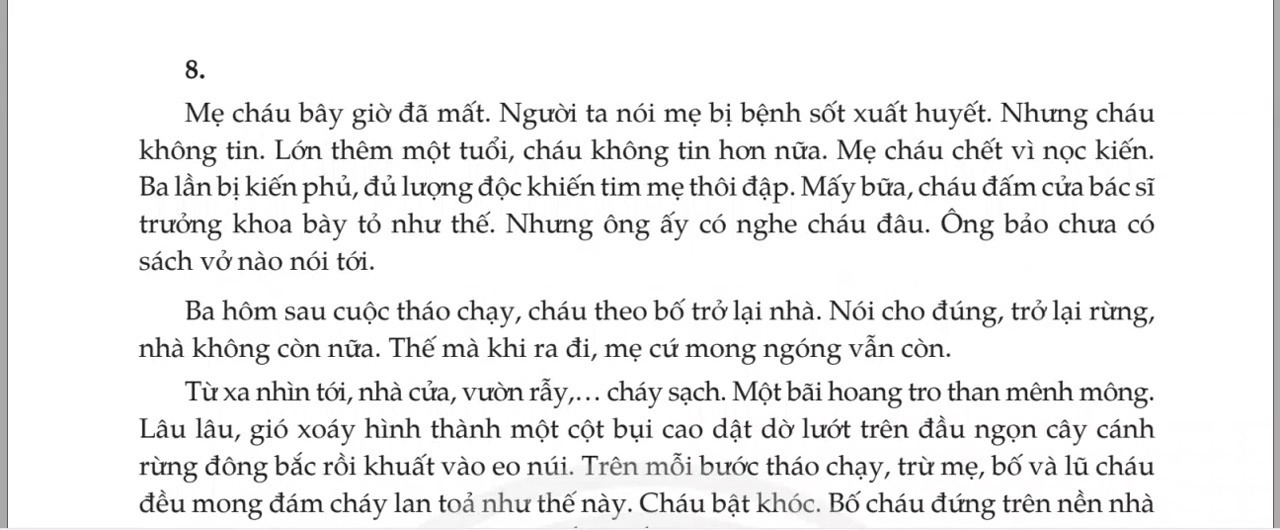 8.
Mẹ cháu bây giờ đã mất. Người ta nói mẹ bị bệnh sốt xuất huyết. Nhưng cháu
không tin. Lớn thêm một tuổi, cháu không tin hơn nữa. Mẹ cháu chết vì nọc kiến.
Ba lần bị kiến phủ, đủ lượng độc khiến tim mẹ thôi đập. Mấy bữa, cháu đấm cửa bác sĩ
trưởng khoa bày tỏ như thế. Nhưng ông ấy có nghe cháu đâu. Ông bảo chưa có
sách vở nào nói tới.
Ba hôm sau cuộc tháo chạy, cháu theo bố trở lại nhà. Nói cho đúng, trở lại rừng,
nhà không còn nữa. Thế mà khi ra đi, mẹ cứ mong ngóng vẫn còn.
Từ xa nhìn tới, nhà cửa, vườn rẫy,… cháy sạch. Một bãi hoang tro than mênh mông.
Lâu lâu, gió xoáy hình thành một cột bụi cao dật dờ lướt trên đầu ngọn cây cánh
rừng đông bắc rồi khuất vào eo núi. Trên mỗi bước tháo chạy, trừ mẹ, bố và lũ cháu
đều mong đám cháy lan toả như thế này. Cháu bật khóc. Bố cháu đứng trên nền nhà